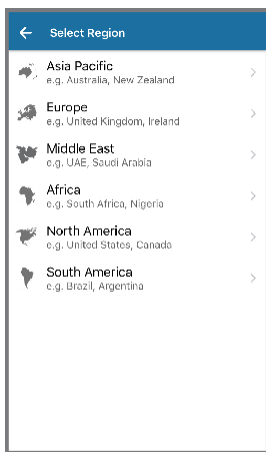 Select Region
Asia Pacific
e.g. Australia, New Zealand
Europe
e.g. United Kingdom, Ireland
Middle East
e.g. UAE, Saudi Arabia
Africa
e.g. South Africa, Nigeria
North America
e.g. United States, Canada
South America
e.g. Brazil, Argentina